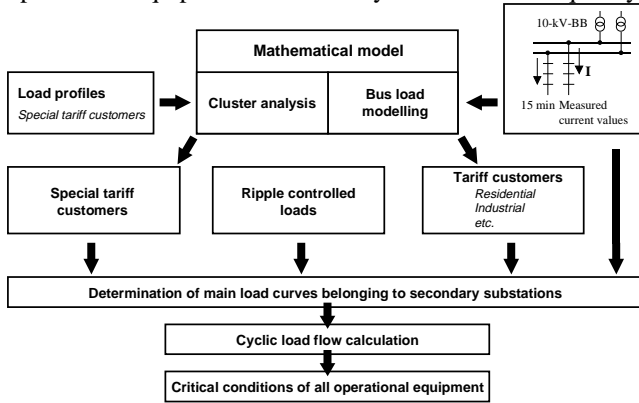 10-kV-BB
I
15 min Measured
current values
Mathematical model
Cluster analysis
Bus load
modelling
Load profiles
Special tariff customers
Special tariff
customers
Ripple controlled
loads
Tariff customers
Residential
Industrial
etc.
Determination of main load curves belonging to secondary substations
Cyclic load flow calculation
Critical conditions of all operational equipment